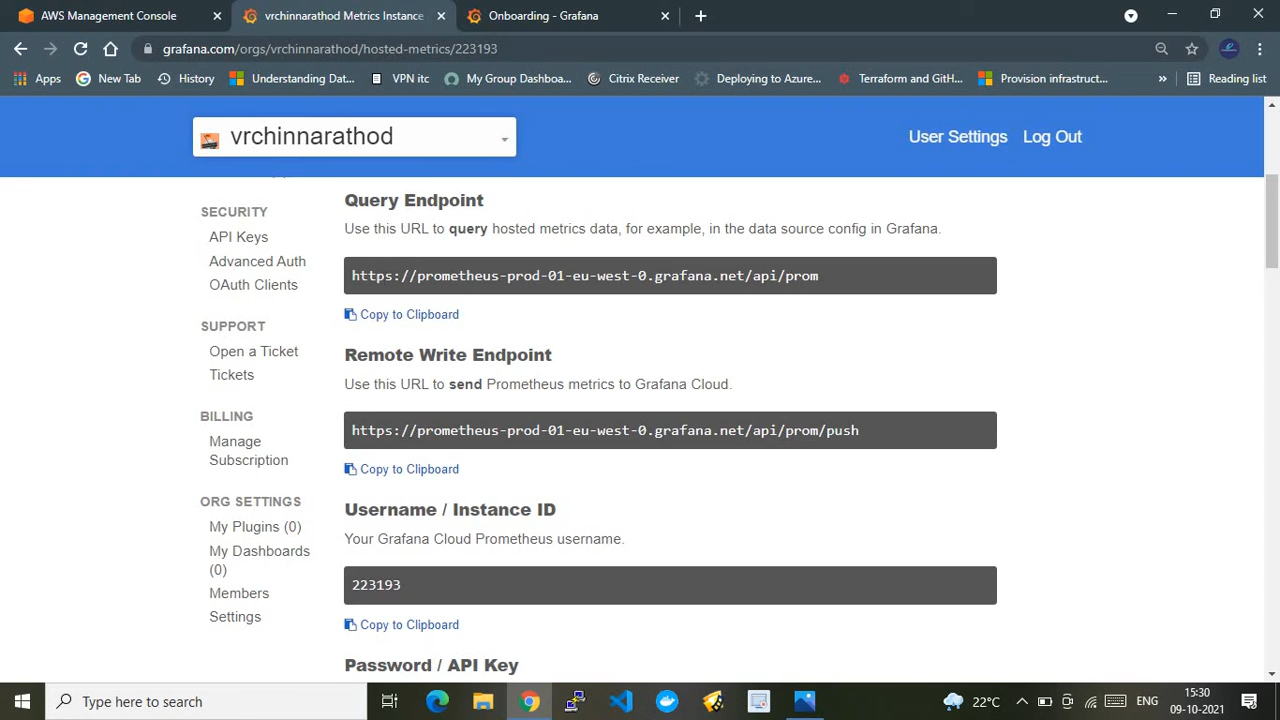 AWS Management Console
vrchinnarathod Metrics Instance
Onboarding - Grafana
grafana.com/orgs/vrchinnarathod/hosted-metrics/223193
Apps
New Tab
History
Understanding Dat...
VPN itc
My Group Dashboa...
Citrix Receiver
Deploying to Azure...
Terraform and GitH...
Provision infrastruct...
»
Reading list
vrchinnarathod
User Settings
Log Out
SECURITY
API Keys
Advanced Auth
OAuth Clients
SUPPORT
Open a Ticket
Tickets
BILLING
Manage
Subscription
ORG SETTINGS
My Plugins (0)
My Dashboards
(0)
Members
Settings
Query Endpoint
Use this URL to query hosted metrics data, for example, in the data source config in Grafana.
https://prometheus-prod-01-eu-west-0.grafana.net/api/prom
Copy to Clipboard
Remote Write Endpoint
Use this URL to send Prometheus metrics to Grafana Cloud.
https://prometheus-prod-01-eu-west-0.grafana.net/api/prom/push
Copy to Clipboard
Username / Instance ID
Your Grafana Cloud Prometheus username.
223193
Copy to Clipboard
Password / API Key
Type here to search
22°C
ENG
15:30
09-10-2021